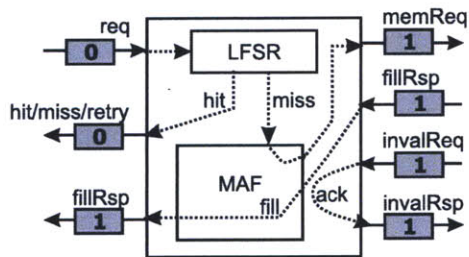 req
0
hit/miss/retry
0
fillRsp
1
LFSR
hit
miss
MAF
fill
ack
memReq
1
fillRsp
1
invalReq
1
invalRsp
1